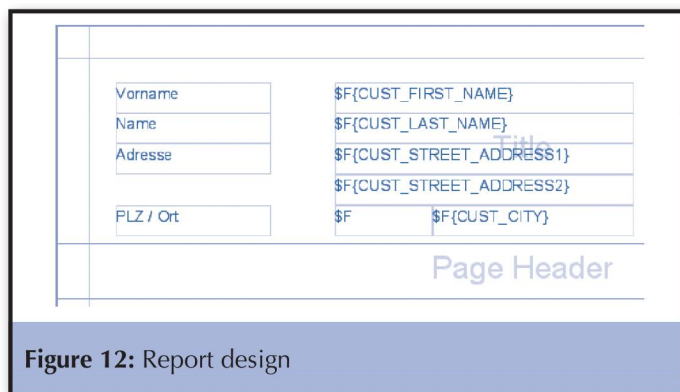 Vorname $F{CUST_FIRST_NAME}
Name $F{CUST_LAST_NAME}
Title
Adresse $F{CUST_STREET_ADDRESS1}
$F{CUST_STREET_ADDRESS2}
PLZ / Ort $F $F{CUST_CITY}
Page Header
Figure 12: Report design